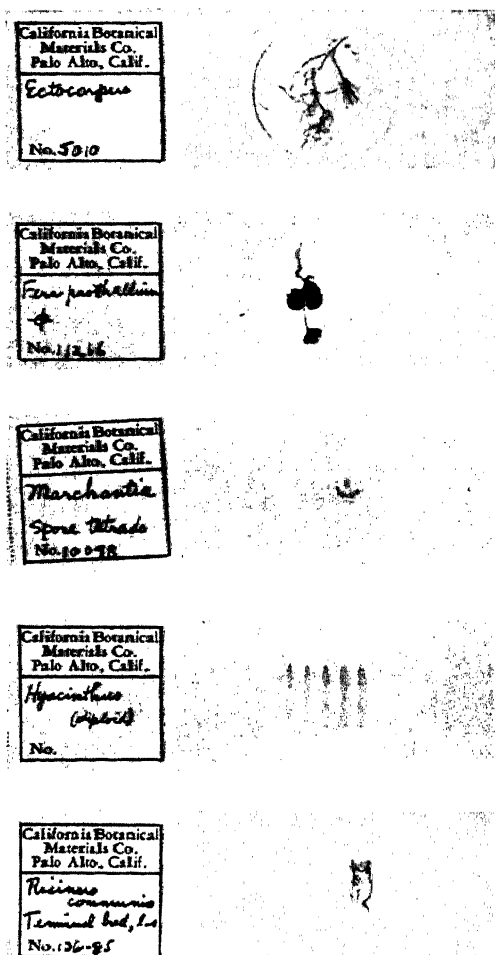 California Botanical
Materials Co.
Palo Alto, Calif.
Ectocarpus
No. 5010
California Botanical
Materials Co.
Palo Alto, Calif.
Fern prothallium
No.
California Botanical
Materials Co.
Palo Alto, Calif.
Marchantia
Spore tetrads
No.
California Botanical
Materials Co.
Palo Alto, Calif.
Hyacinthus
(diploid)
No.
California Botanical
Materials Co.
Palo Alto, Calif.
Ricinus
communis
Terminal bud, l.s
No. 136-85